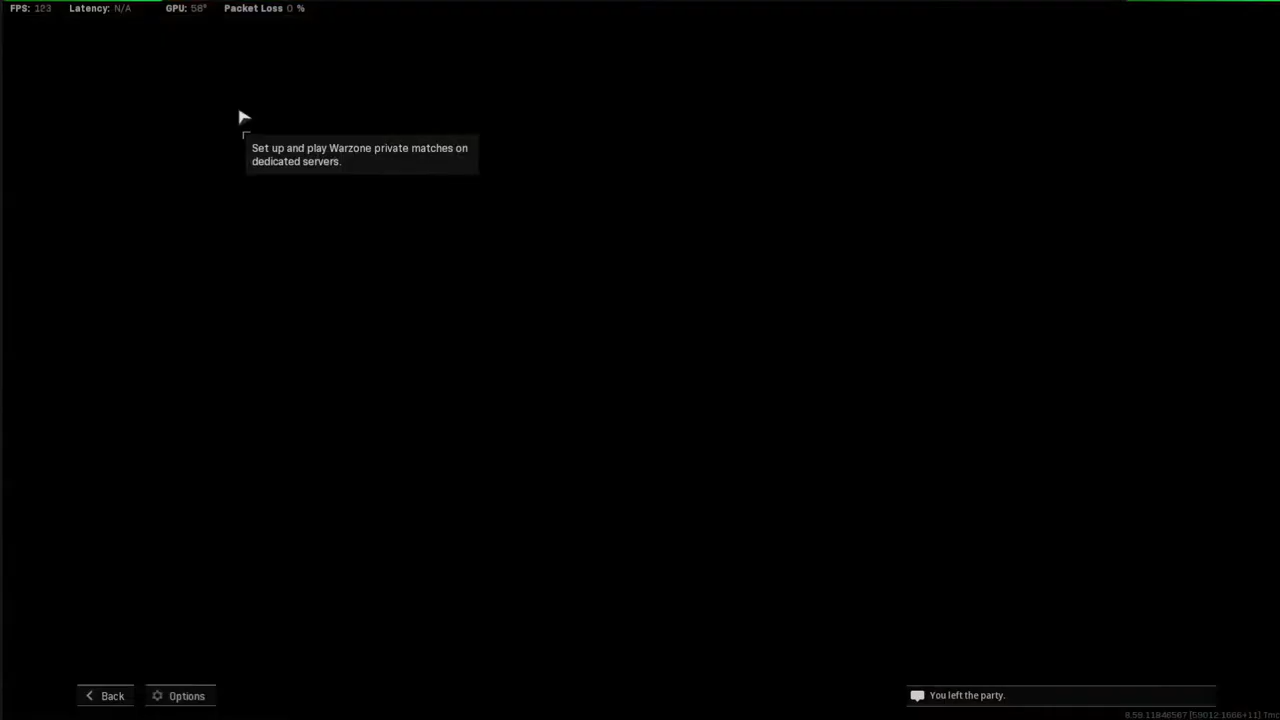 FPS: 123 Latency: N/A GPU: 58° Packet Loss 0 %
Set up and play Warzone private matches on
dedicated servers.
Back Options
You left the party.